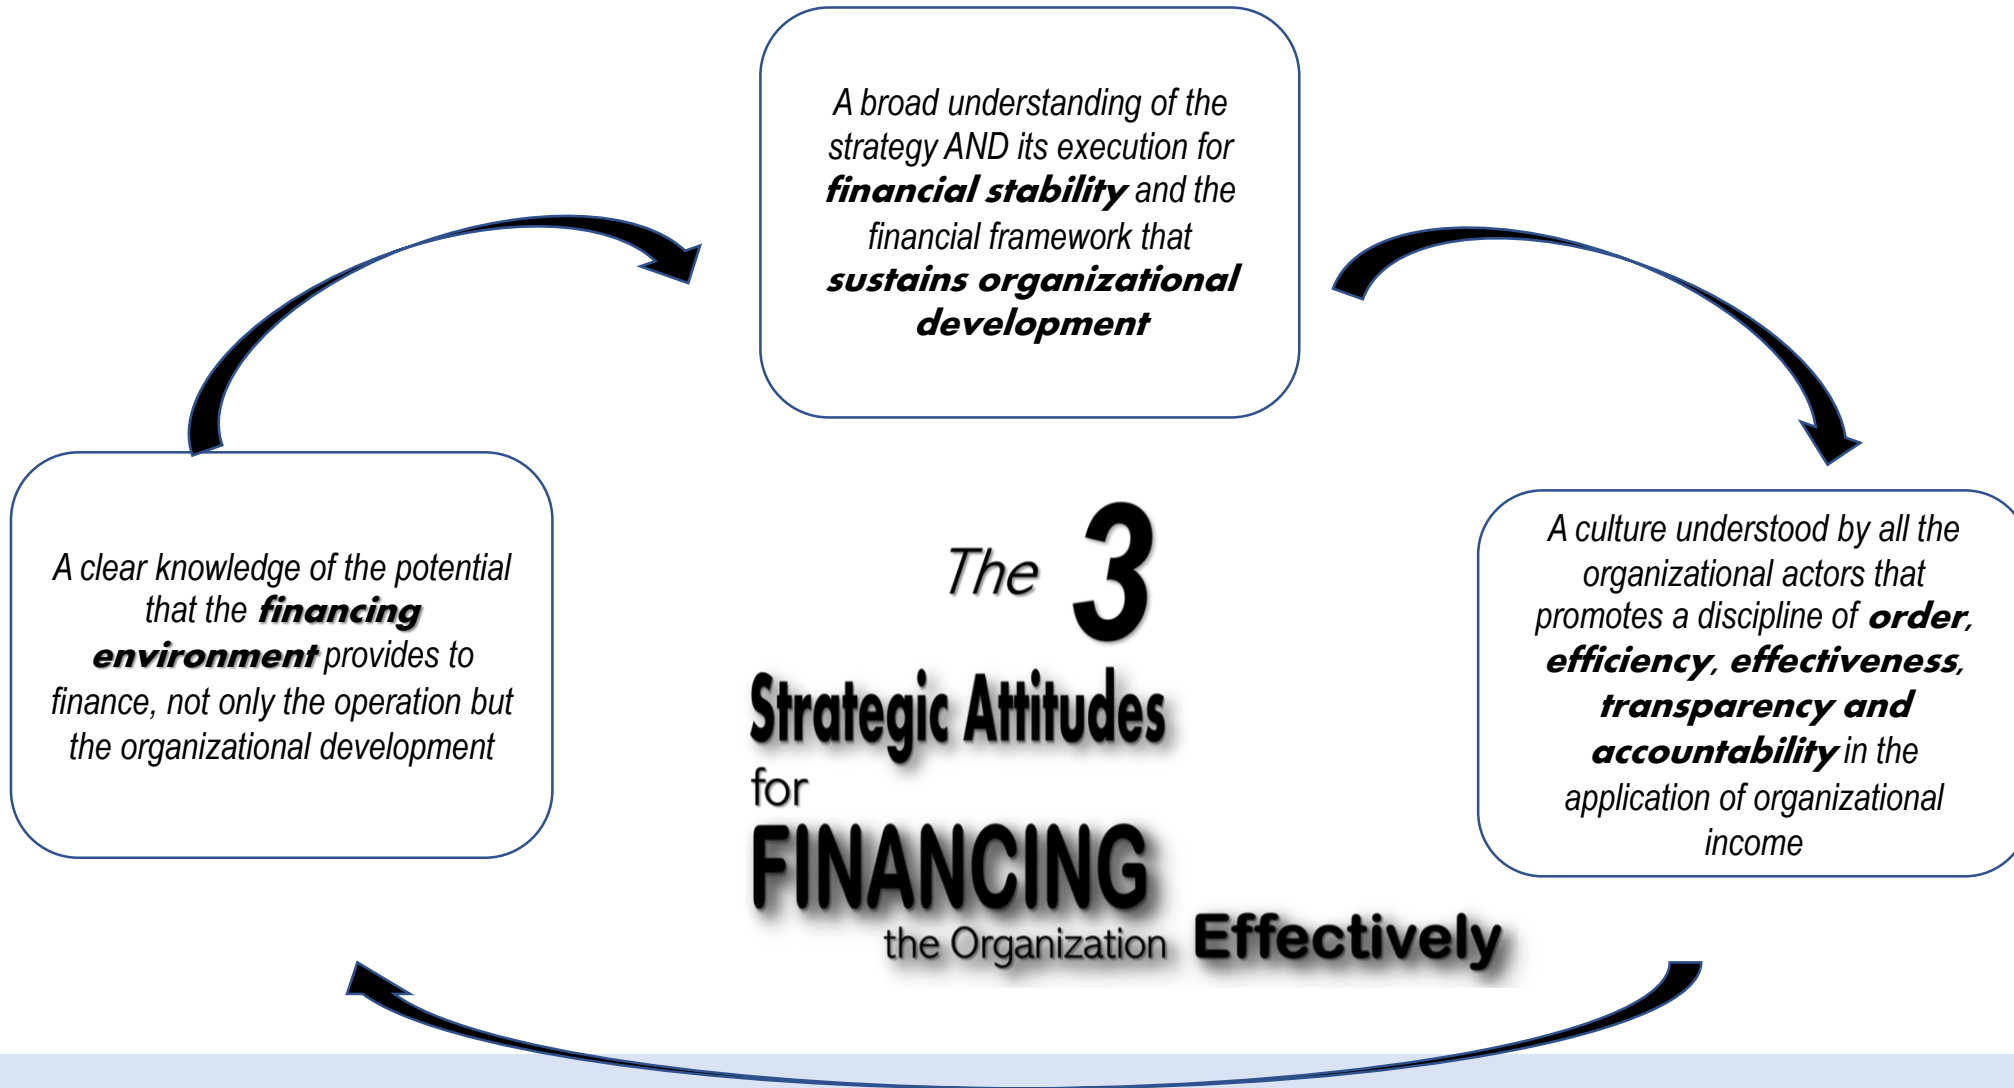 A broad understanding of the
strategy AND its execution for
financial stability and the
financial framework that
sustains organizational
development
A clear knowledge of the potential
that the financing
environment provides to
finance, not only the operation but
the organizational development
The 3
Strategic Attitudes
for
FINANCING
the Organization Effectively
A culture understood by all the
organizational actors that
promotes a discipline of order,
efficiency, effectiveness,
transparency and
accountability in the
application of organizational
income